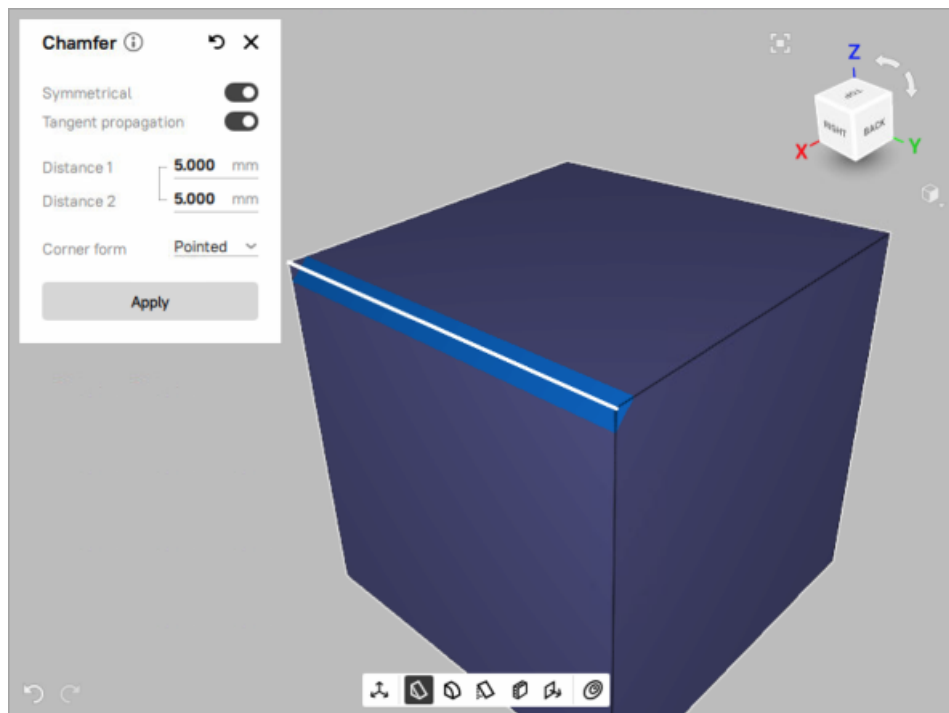 Chamfer
Symmetrical
Tangent propagation
Distance 1 5.000 mm
Distance 2 5.000 mm
Corner form Pointed
Apply
Z
TOP
RIGHT BACK
X Y